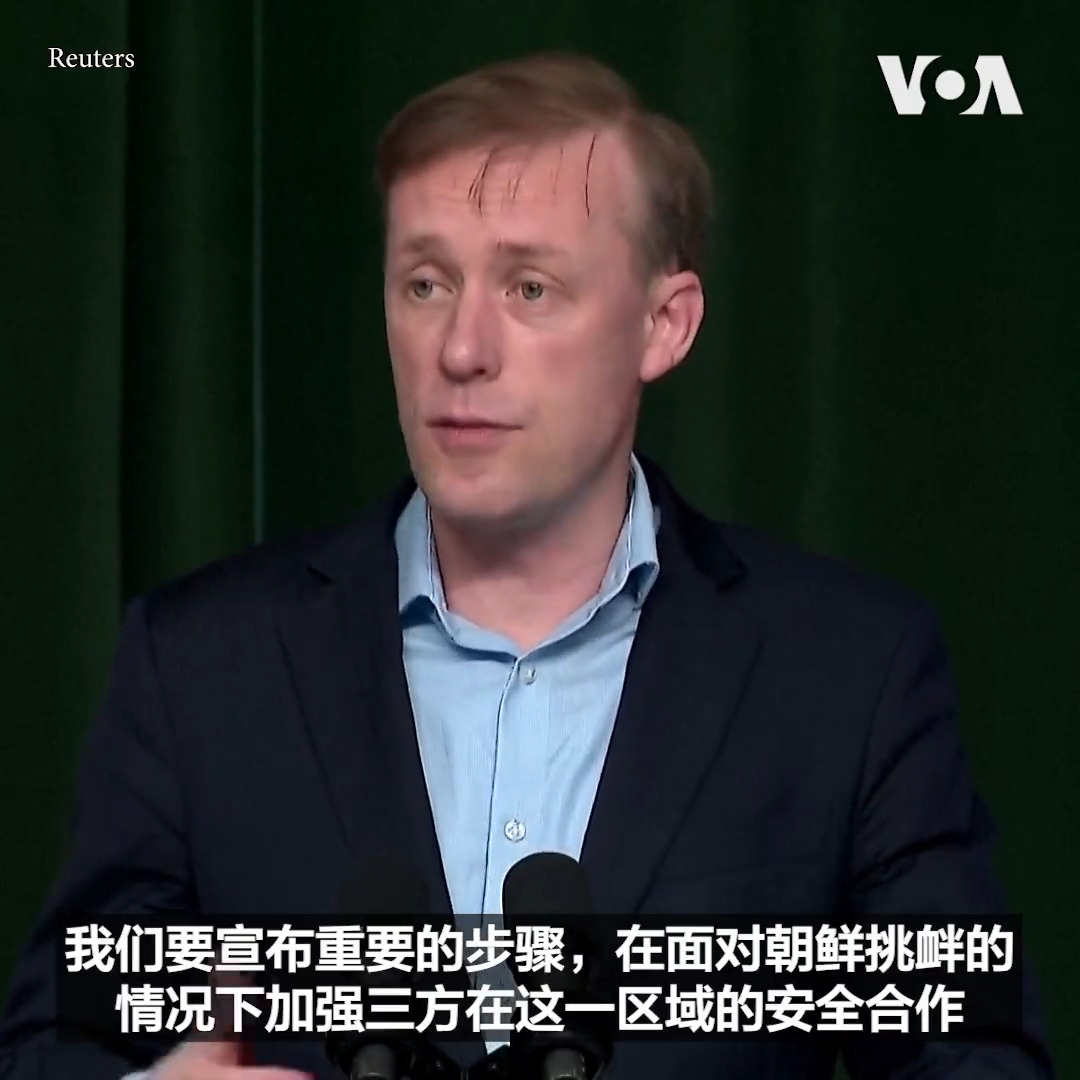 Reuters
VOA
我们要宣布重要的步骤，在面对朝鲜挑衅的
情况下加强三方在这一区域的安全合作